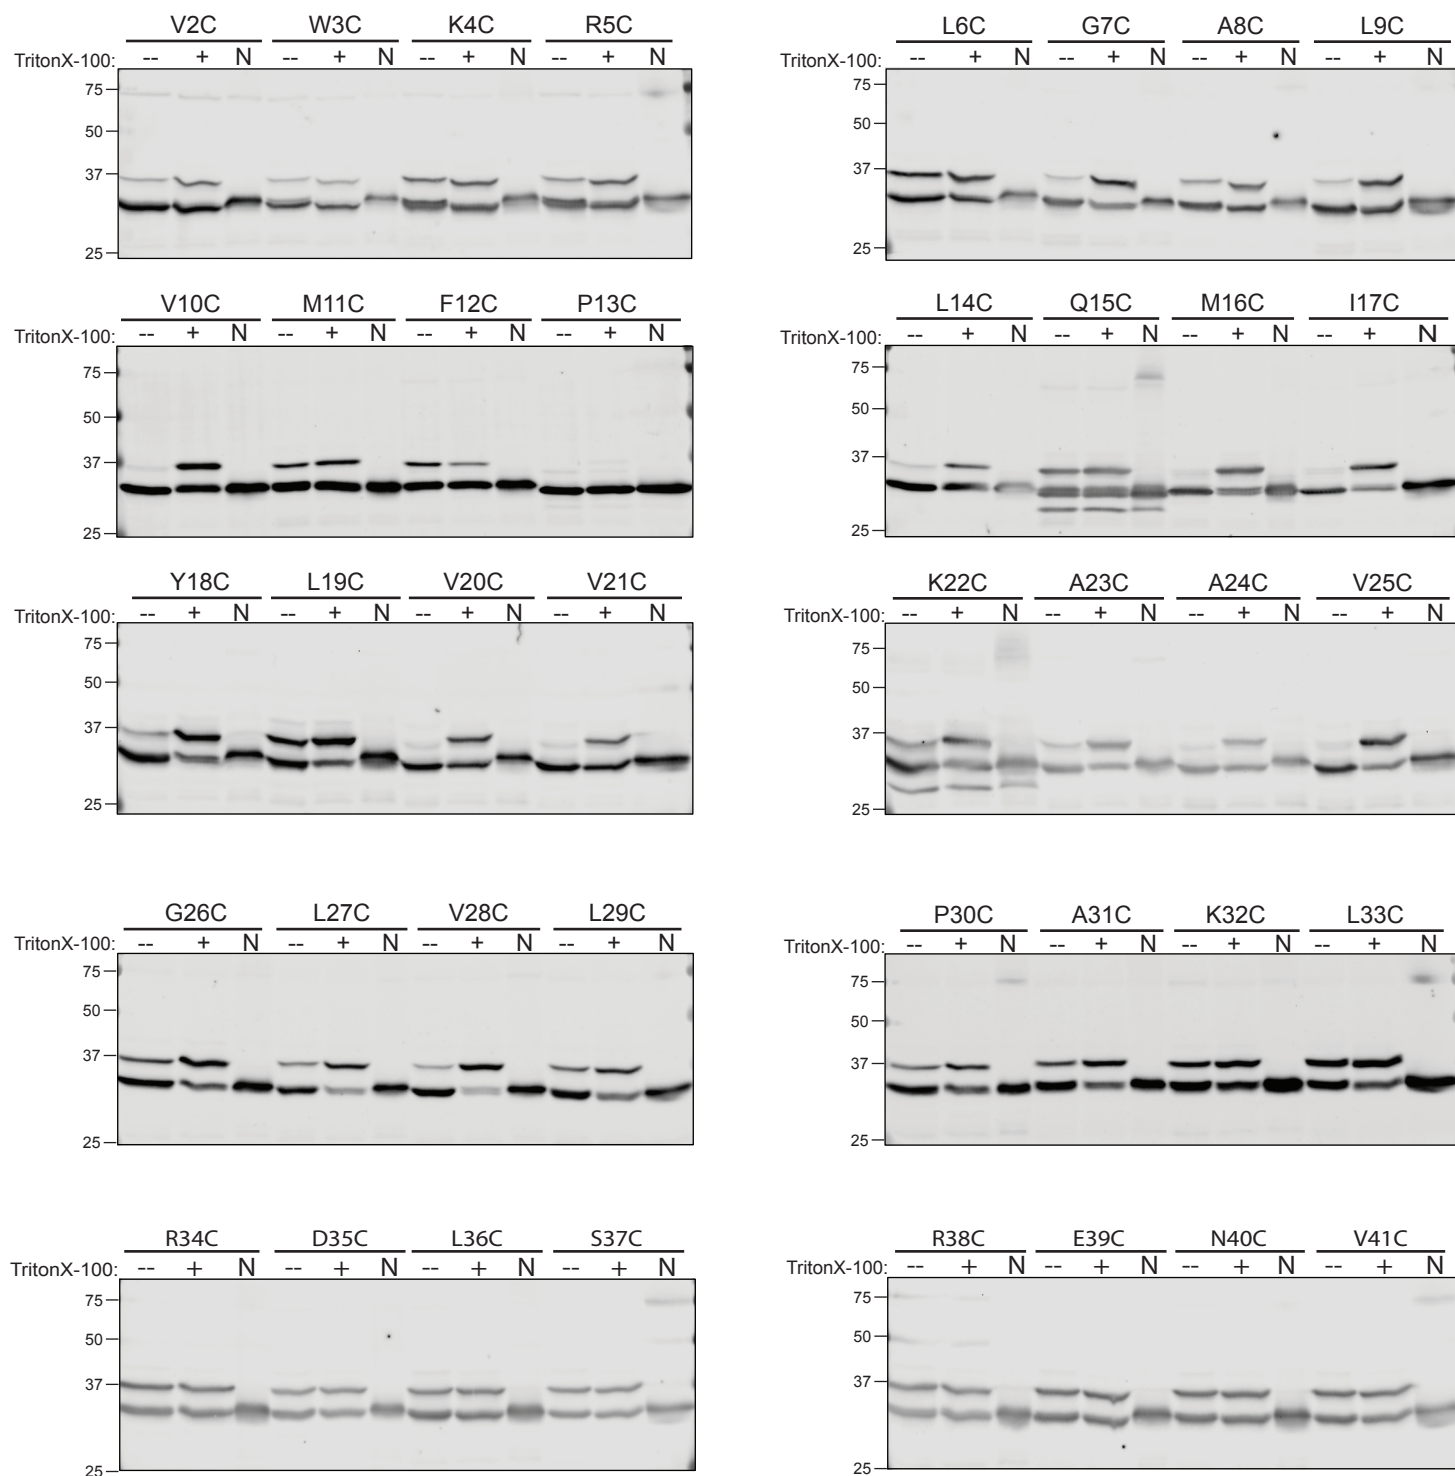 V2C W3C K4C R5C
TritonX-100: -- + N -- + N -- + N -- + N
75
50
37
25
L6C G7C A8C L9C
TritonX-100: -- + N -- + N -- + N -- + N
75
50
37
25
V10C M11C F12C P13C
TritonX-100: -- + N -- + N -- + N -- + N
75
50
37
25
L14C Q15C M16C I17C
TritonX-100: -- + N -- + N -- + N -- + N
75
50
37
25
Y18C L19C V20C V21C
TritonX-100: -- + N -- + N -- + N -- + N
75
50
37
25
K22C A23C A24C V25C
TritonX-100: -- + N -- + N -- + N -- + N
75
50
37
25
G26C L27C V28C L29C
TritonX-100: -- + N -- + N -- + N -- + N
75
50
37
25
P30C A31C K32C L33C
TritonX-100: -- + N -- + N -- + N -- + N
75
50
37
25
R34C D35C L36C S37C
TritonX-100: -- + N -- + N -- + N -- + N
75
50
37
25
R38C E39C N40C V41C
TritonX-100: -- + N -- + N -- + N -- + N
75
50
37
25